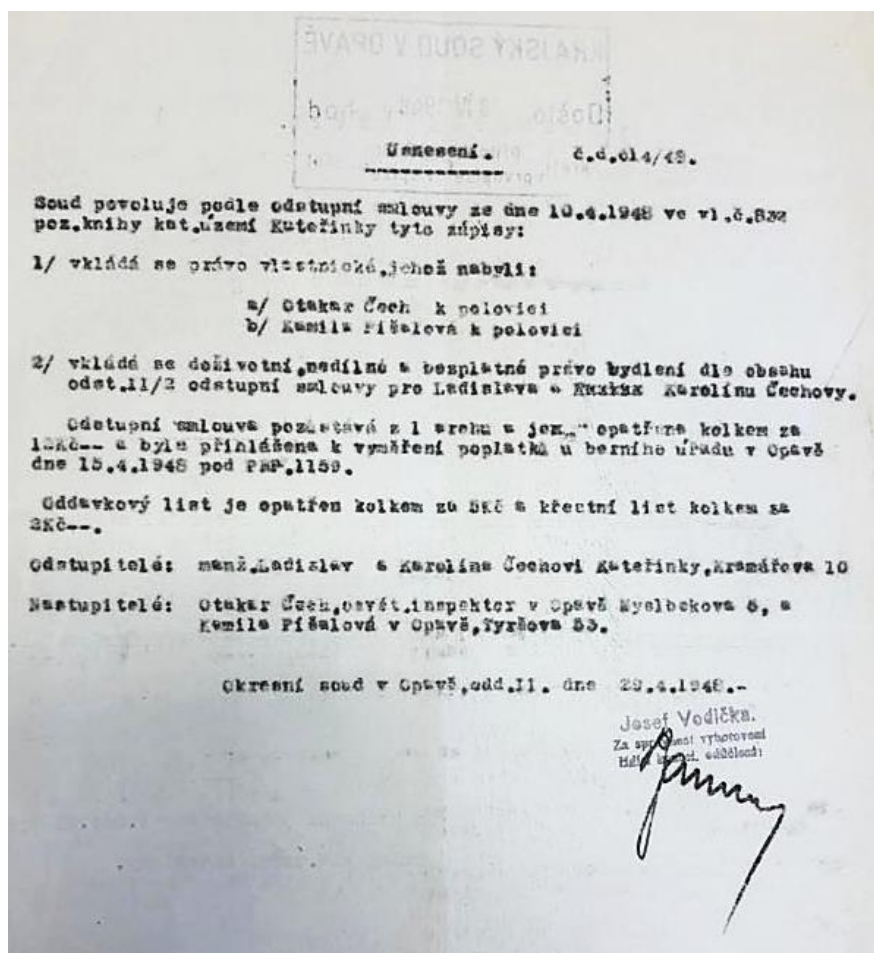 KRAJSKÝ SOUD V OPAVĚ
Došlo
Usnesení. č.d.614/48.
Soud povoluje podle odstupní smlouvy ze dne 10.4.1948 ve vl.č.832
poz.knihy kat.území Kateřinky tyto zápisy:
1/ vkládá se právo vlastnické,jehož nabyli:
a/ Otakar Čech k polovici
b/ Kamila Píšalová k polovici
2/ vkládá se doživotní,nedílné a bezplatné právo bydlení dle obsahu
odst.II/2 odstupní smlouvy pro Ladislava a Karolínu Čechovy.
Odstupní smlouva pozůstává z 1 archu a opatřena kolkem za
Kč-- a byla přihlášena k vyměření poplatků u berního úřadu v Opavě
dne 15.4.1948 pod 1159.
Oddavkový list je opatřen kolkem za 5Kč a křestní list kolkem za
Kč--.
Odstupitelé: manž.Ladislav a Karolína Čechovi Kateřinky,Kramářova 10
Nastupitelé: Otakar Čech,osvět.inspektor v Opavě Myslbekova 6, a
Kamila Píšalová v Opavě,Tyršova
Okresní soud v Opavě,odd.II. dne 29.4.1948.-
Josef Vodička.
Za správnost vyhotovení